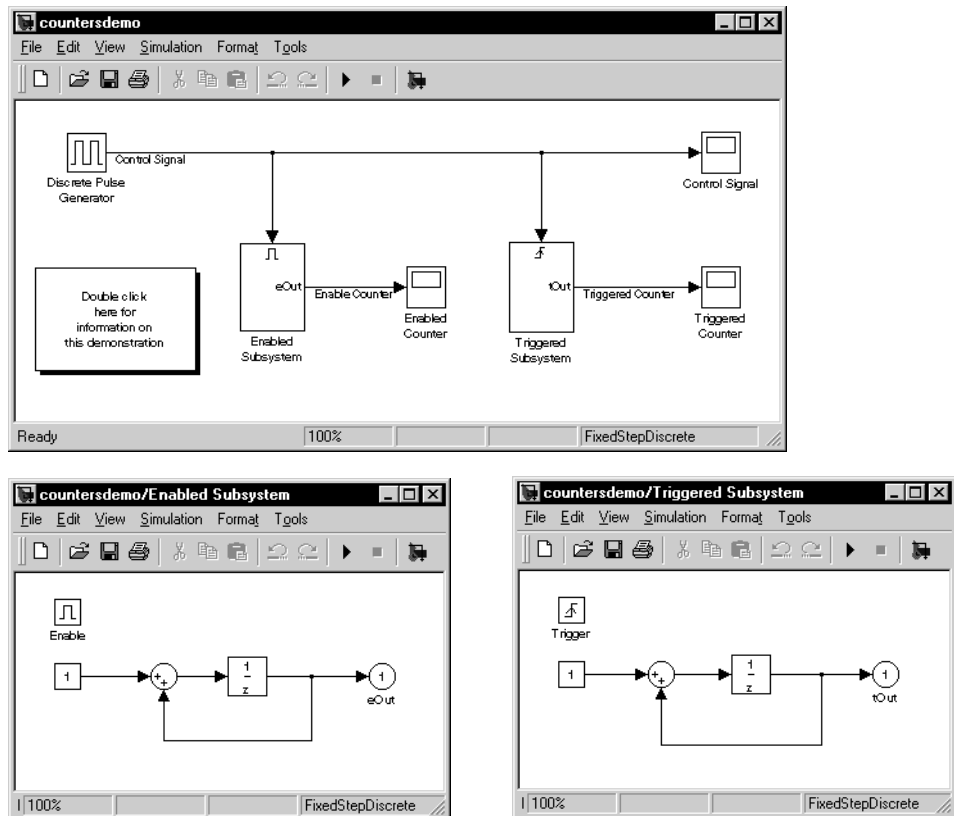 countersdemo
File Edit View Simulation Format Tools
Control Signal
Discrete Pulse
Generator
Control Signal
Double click
here for
information on
this demonstration
eOut
Enable Counter
Enabled
Subsystem
Enabled
Counter
tOut
Triggered Counter
Triggered
Subsystem
Triggered
Counter
Ready 100% FixedStepDiscrete
countersdemo/Enabled Subsystem
File Edit View Simulation Format Tools
Enable
1
+
+
1
z
1
eOut
100% FixedStepDiscrete
countersdemo/Triggered Subsystem
File Edit View Simulation Format Tools
Trigger
1
+
+
1
z
1
tOut
100% FixedStepDiscrete